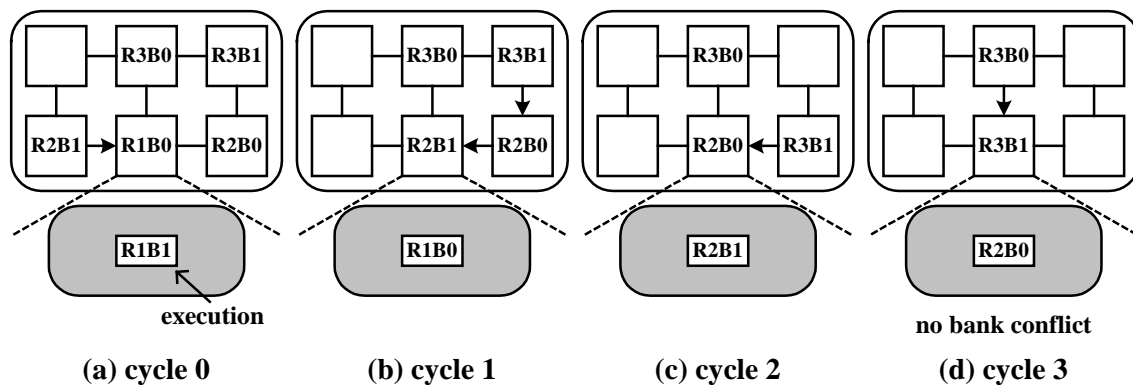 R3B0 R3B1 R3B0 R3B1 R3B0 R3B0
R2B1 R1B0 R2B0 R2B1 R2B0 R2B0 R3B1 R3B1
R1B1 R1B0 R2B1 R2B0
execution
no bank conflict
(a) cycle 0 (b) cycle 1 (c) cycle 2 (d) cycle 3